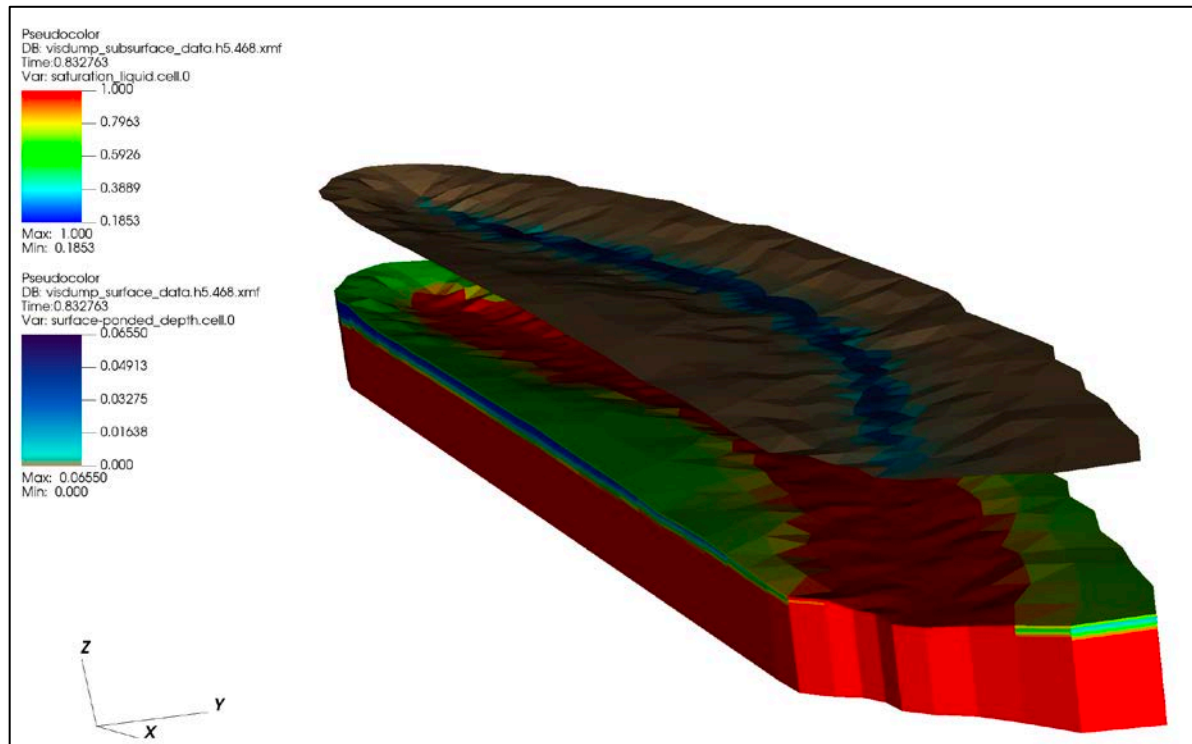 Pseudocolor
DB: visdump_subsurface_data.h5.468.xmf
Time:0.832763
Var: saturation_liquid.cell.0
1.000
0.7963
0.5926
0.3889
0.1853
Max: 1.000
Min: 0.1853
Pseudocolor
DB: visdump_surface_data.h5.468.xmf
Time:0.832763
Var: surface-ponded_depth.cell.0
0.06550
0.04913
0.03275
0.01638
0.000
Max: 0.06550
Min: 0.000
Z
Y
X